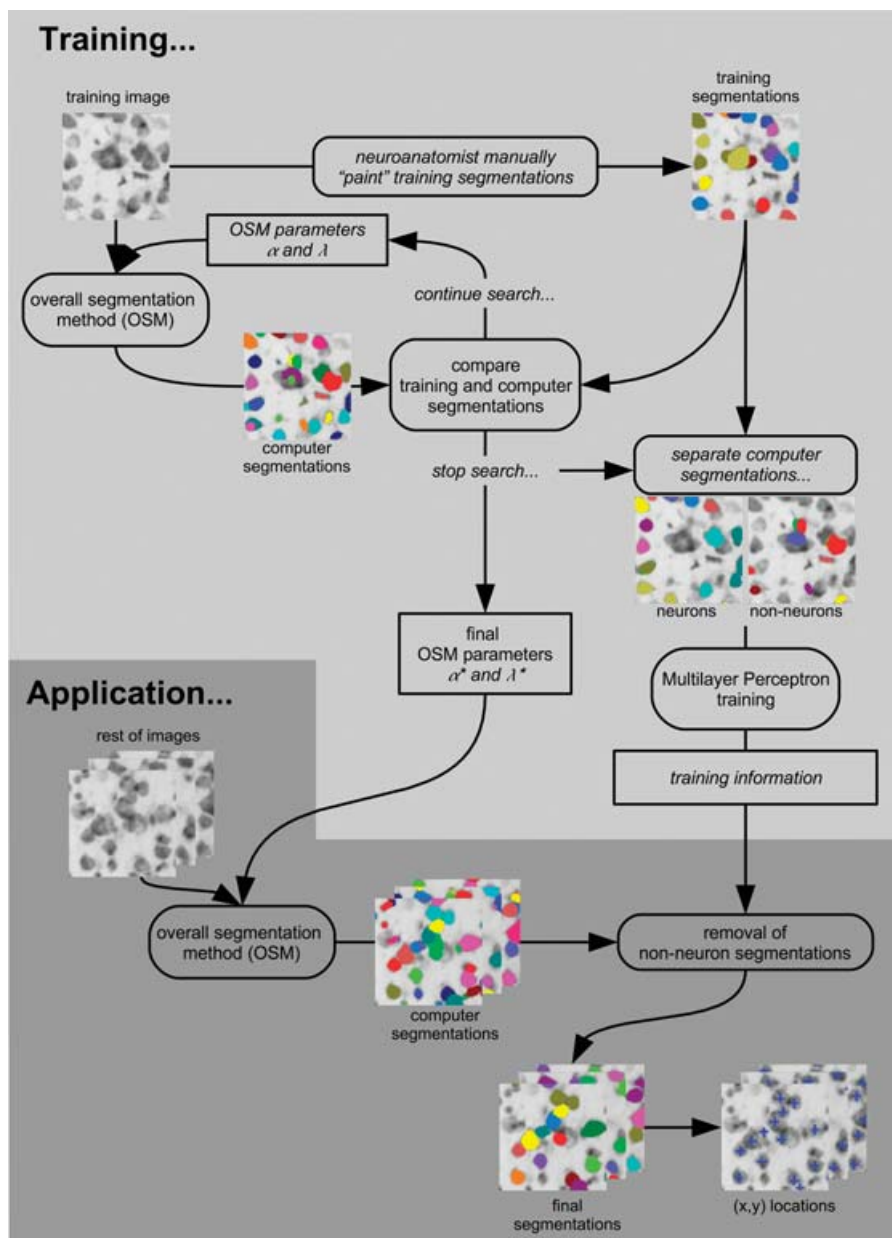 Training...
training image
training
segmentations
neuroanatomist manually
"paint" training segmentations
OSM parameters
α and λ
overall segmentation
method (OSM)
continue search...
compare
training and computer
segmentations
computer
segmentations
stop search...
separate computer
segmentations...
neurons
non-neurons
final
OSM parameters
α* and λ*
Multilayer Perceptron
training
training information
Application...
rest of images
overall segmentation
method (OSM)
computer
segmentations
removal of
non-neuron segmentations
final
segmentations
(x,y) locations